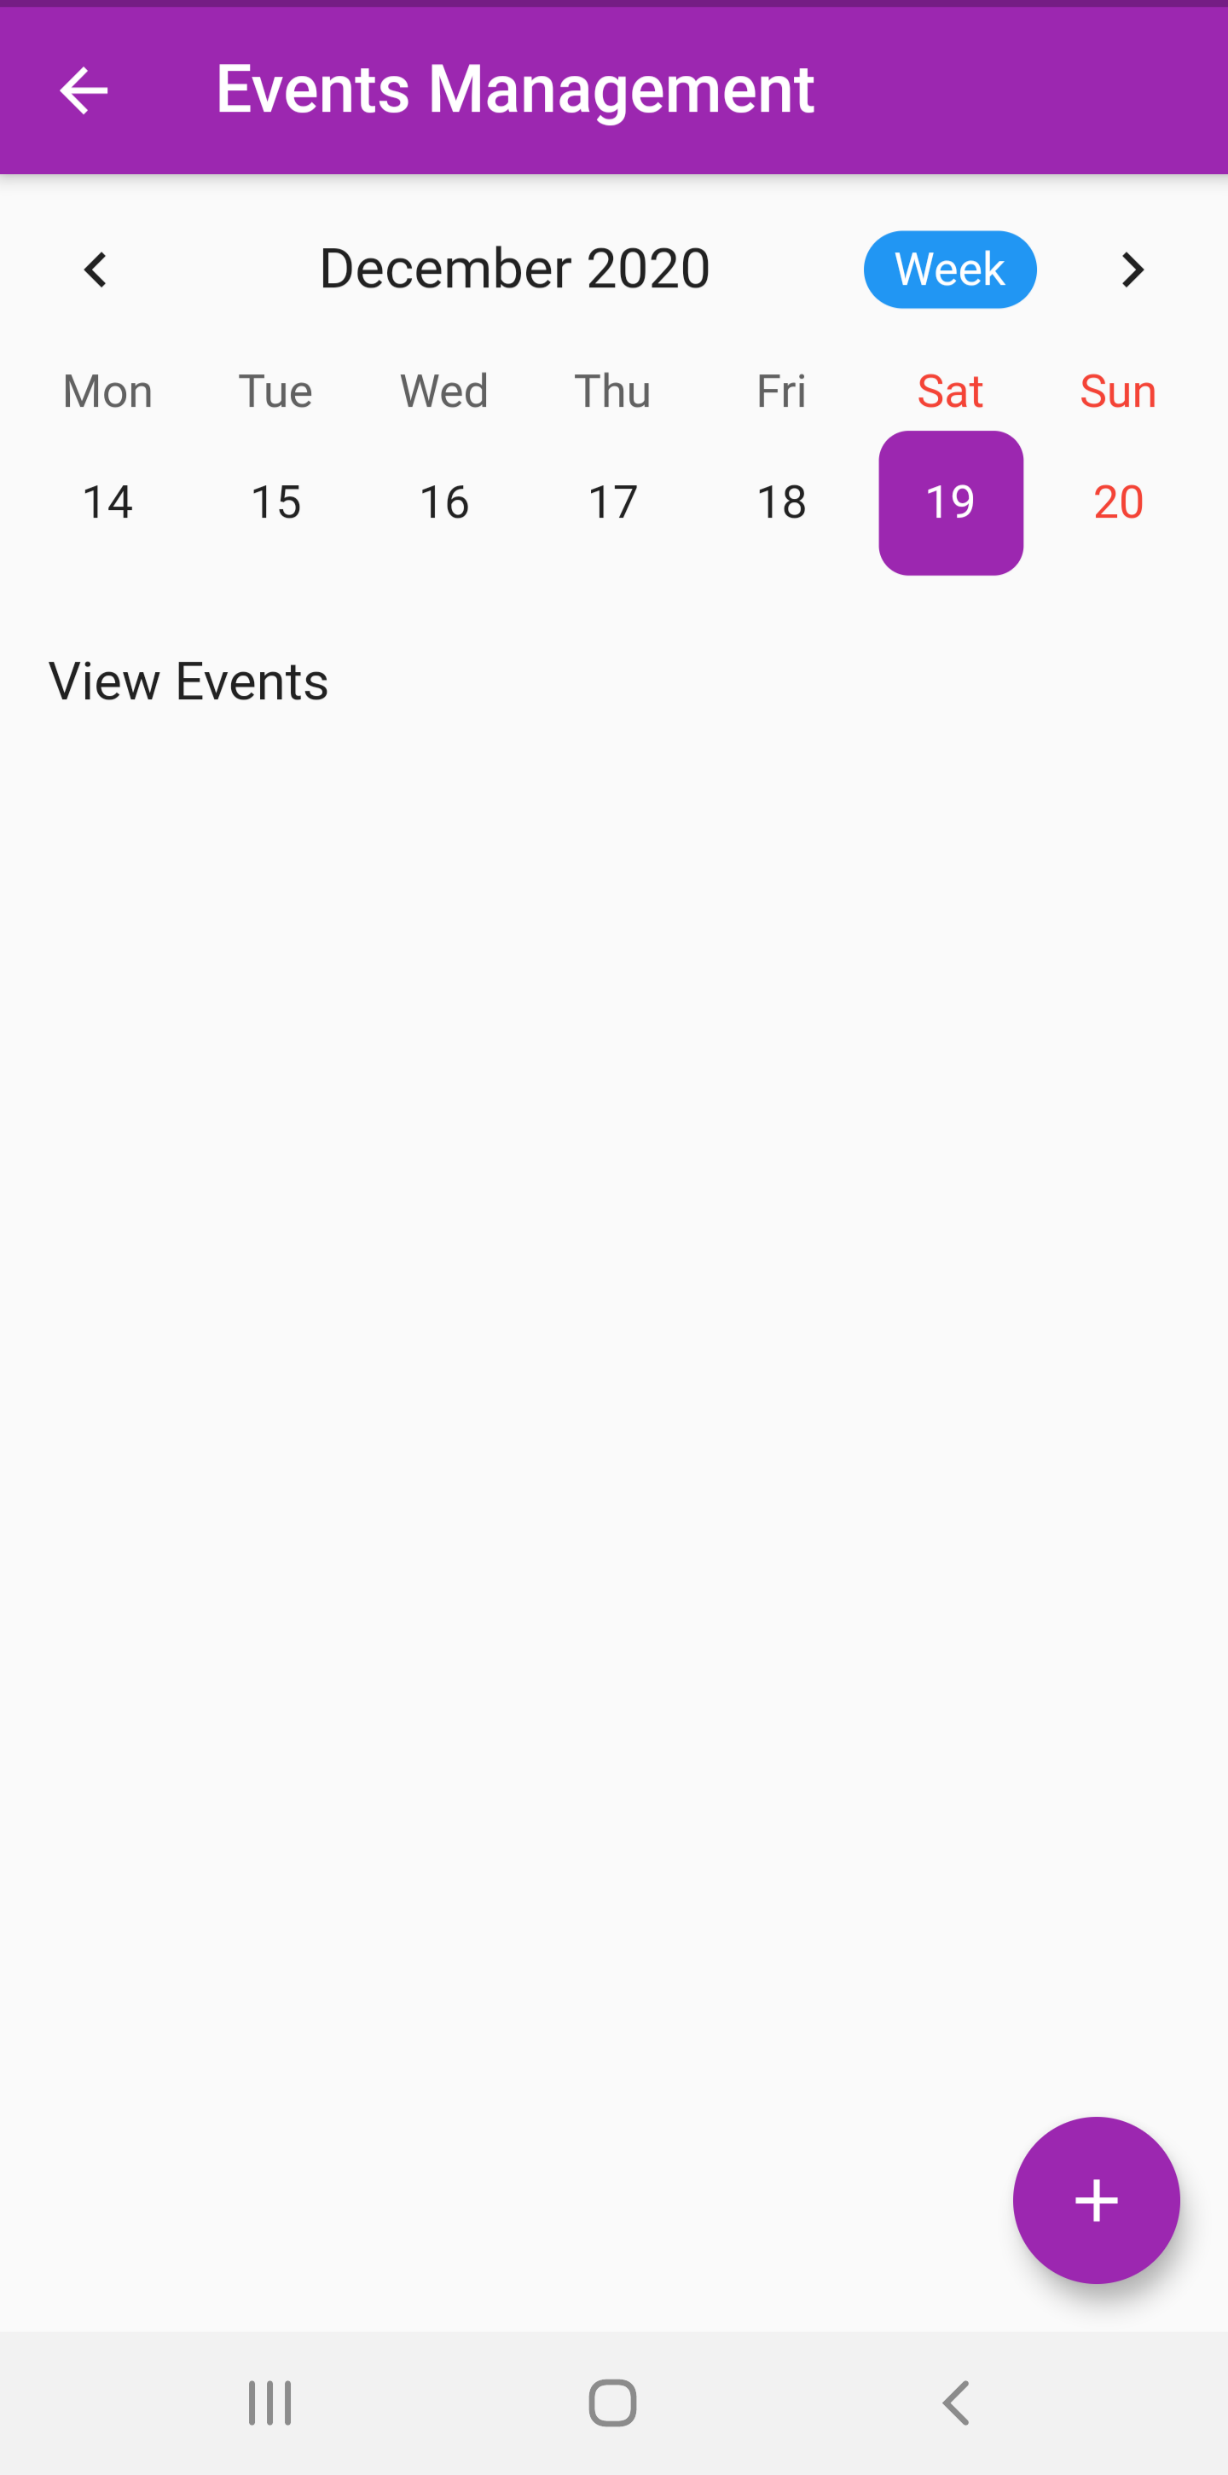 Events Management
December 2020 Week
Mon Tue Wed Thu Fri Sat Sun
14 15 16 17 18 19 20
View Events